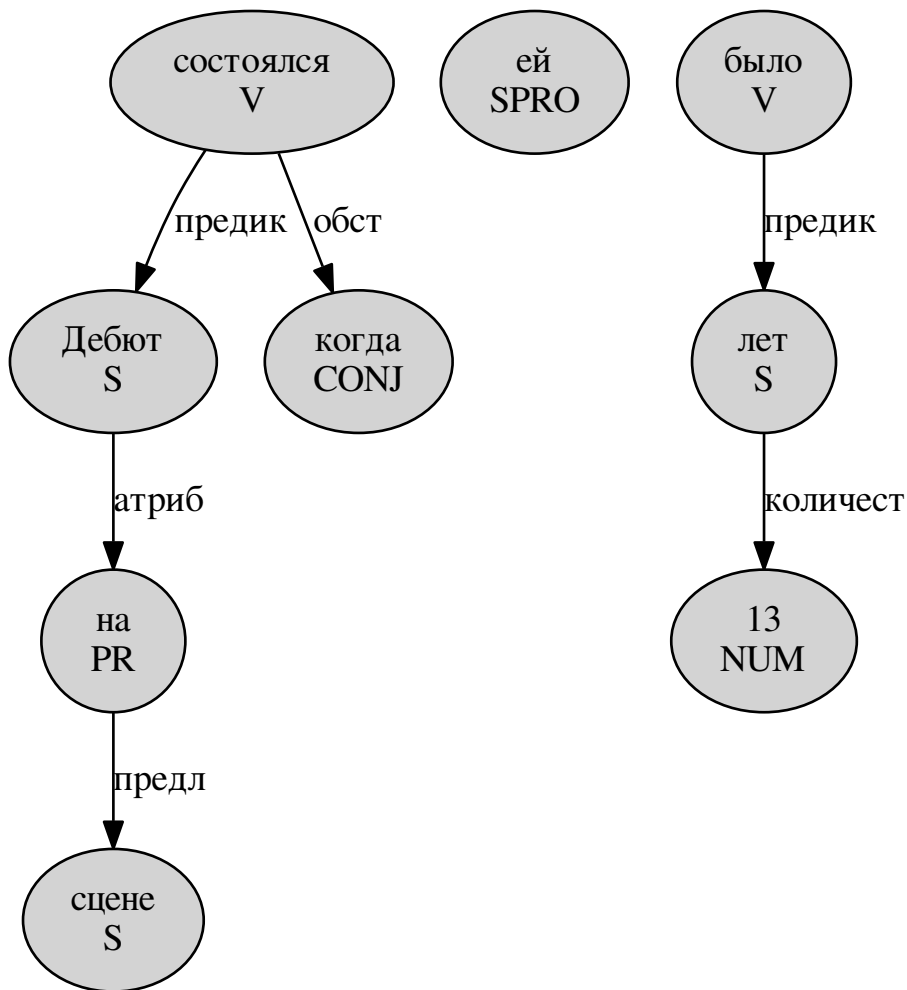 состоялся
V
ей
SPRO
было
V
предик
обст
предик
Дебют
S
когда
CONJ
лет
S
атриб
количест
на
PR
13
NUM
предл
сцене
S